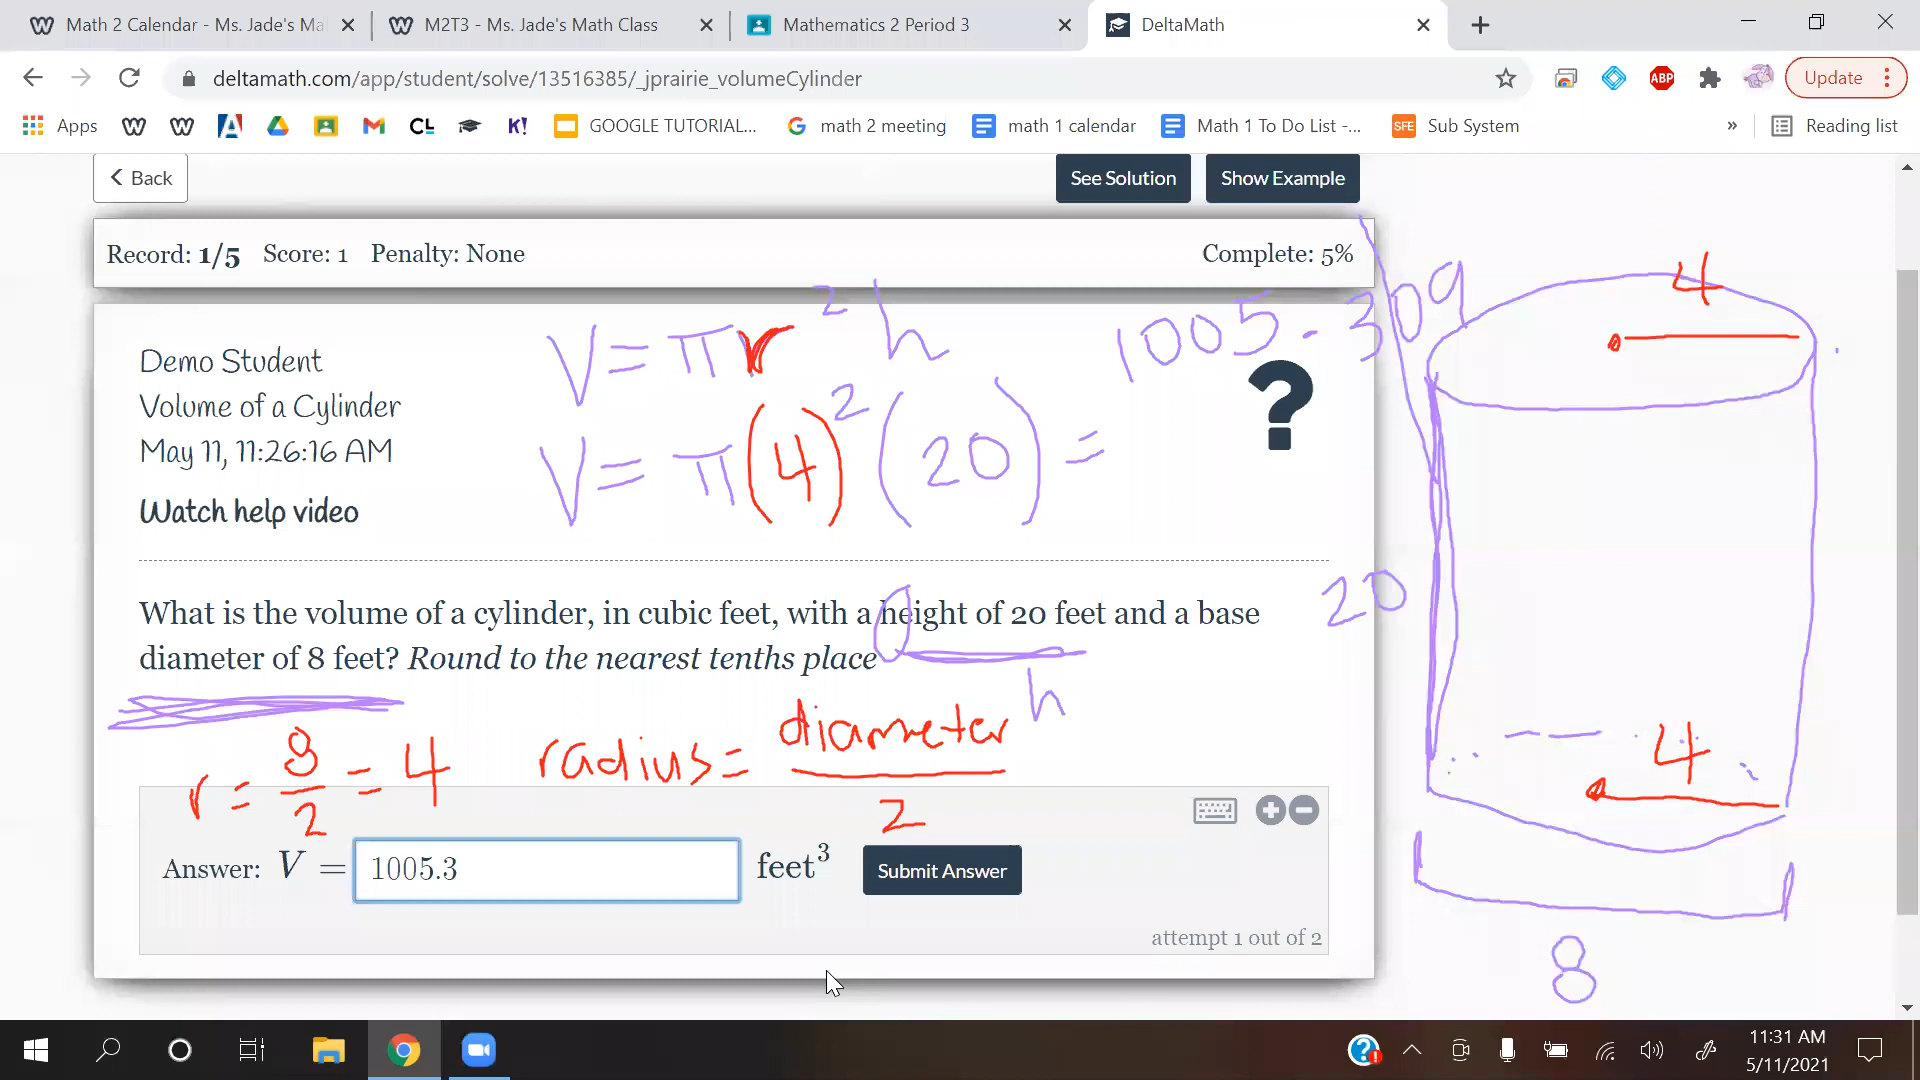 Math 2 Calendar - Ms. Jade's Ma
M2T3 - Ms. Jade's Math Class
Mathematics 2 Period 3
DeltaMath
deltamath.com/app/student/solve/13516385/_jprairie_volumeCylinder
ABP
Update
Apps
CL
K!
GOOGLE TUTORIAL...
math 2 meeting
math 1 calendar
Math 1 To Do List -...
SFE
Sub System
»
Reading list
Back
See Solution
Show Example
Record: 1/5 Score: 1 Penalty: None
Complete: 5%
V = πr² h
1005.309
4
Demo Student
Volume of a Cylinder
May 11, 11:26:16 AM
V = π(4)²(20) =
?
Watch help video
20
What is the volume of a cylinder, in cubic feet, with a height of 20 feet and a base
diameter of 8 feet? Round to the nearest tenths place
h
r = 8/2 = 4
radius = diameter/2
4
Answer: V = 1005.3 feet³
Submit Answer
attempt 1 out of 2
8
11:31 AM
5/11/2021